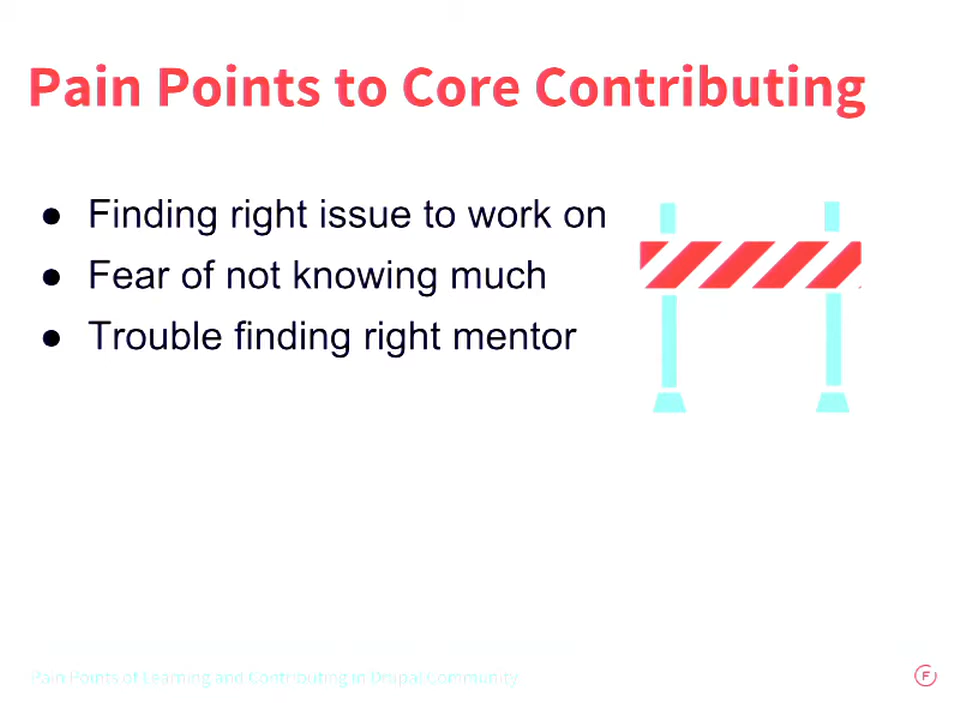 Pain Points to Core Contributing
● Finding right issue to work on
● Fear of not knowing much
● Trouble finding right mentor
Pain Points of Learning and Contributing in Drupal Community
F